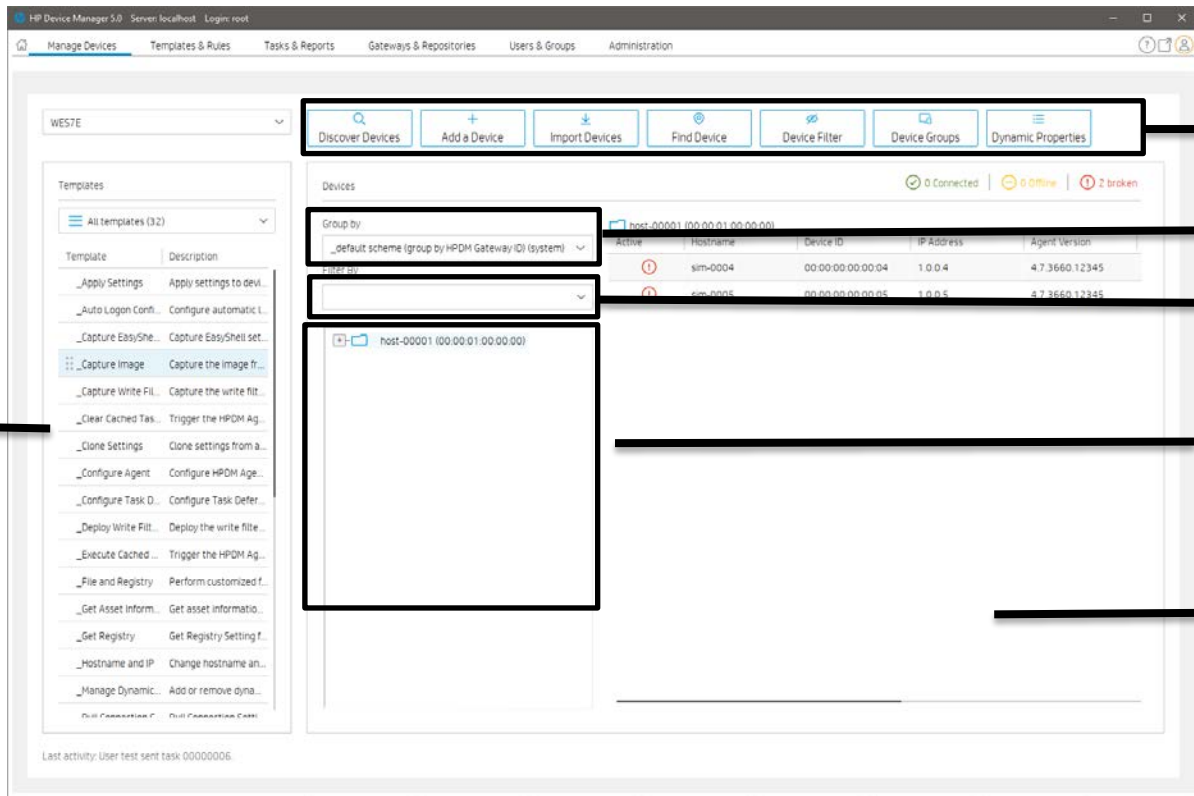 HP Device Manager 5.0 Server: localhost Login: root
Manage Devices Templates & Rules Tasks & Reports Gateways & Repositories Users & Groups Administration
WES7E
Discover Devices Add a Device Import Devices Find Device Device Filter Device Groups Dynamic Properties
Templates
Devices
0 Connected 0 Offline 2 broken
All templates (32)
Group by
_default scheme (group by HPDM Gateway ID) (system)
Filter By
host-00001 (00:00:01:00:00:00)
host-00001 (00:00:01:00:00:00)
Active Hostname Device ID IP Address Agent Version
sim-0004 00:00:00:00:00:04 1.0.0.4 4.7.3660.12345
sim-0005 00:00:00:00:00:05 1.0.0.5 4.7.3660.12345
Template Description
_Apply Settings Apply settings to devi...
_Auto Logon Confi... Configure automatic l...
_Capture EasyShe... Capture EasyShell set...
_Capture Image Capture the image fr...
_Capture Write Fil... Capture the write filt...
_Clear Cached Tas... Trigger the HPDM Ag...
_Clone Settings Clone settings from a...
_Configure Agent Configure HPDM Age...
_Configure Task D... Configure Task Defer...
_Deploy Write Filt... Deploy the write filte...
_Execute Cached ... Trigger the HPDM Ag...
_File and Registry Perform customized f...
_Get Asset Inform... Get asset informatio...
_Get Registry Get Registry Setting f...
_Hostname and IP Change hostname an...
_Manage Dynamic... Add or remove dyna...
Last activity: User test sent task 00000006.